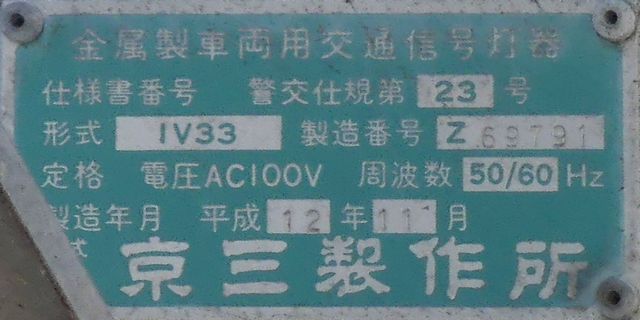 金属製車両用交通信号灯器
仕様書番号 警交仕規第 23 号
形式 1V33 製造番号 Z 69791
定格 電圧AC100V 周波数 50/60 Hz
製造年月 平成 12 年 11 月
式 京三製作所